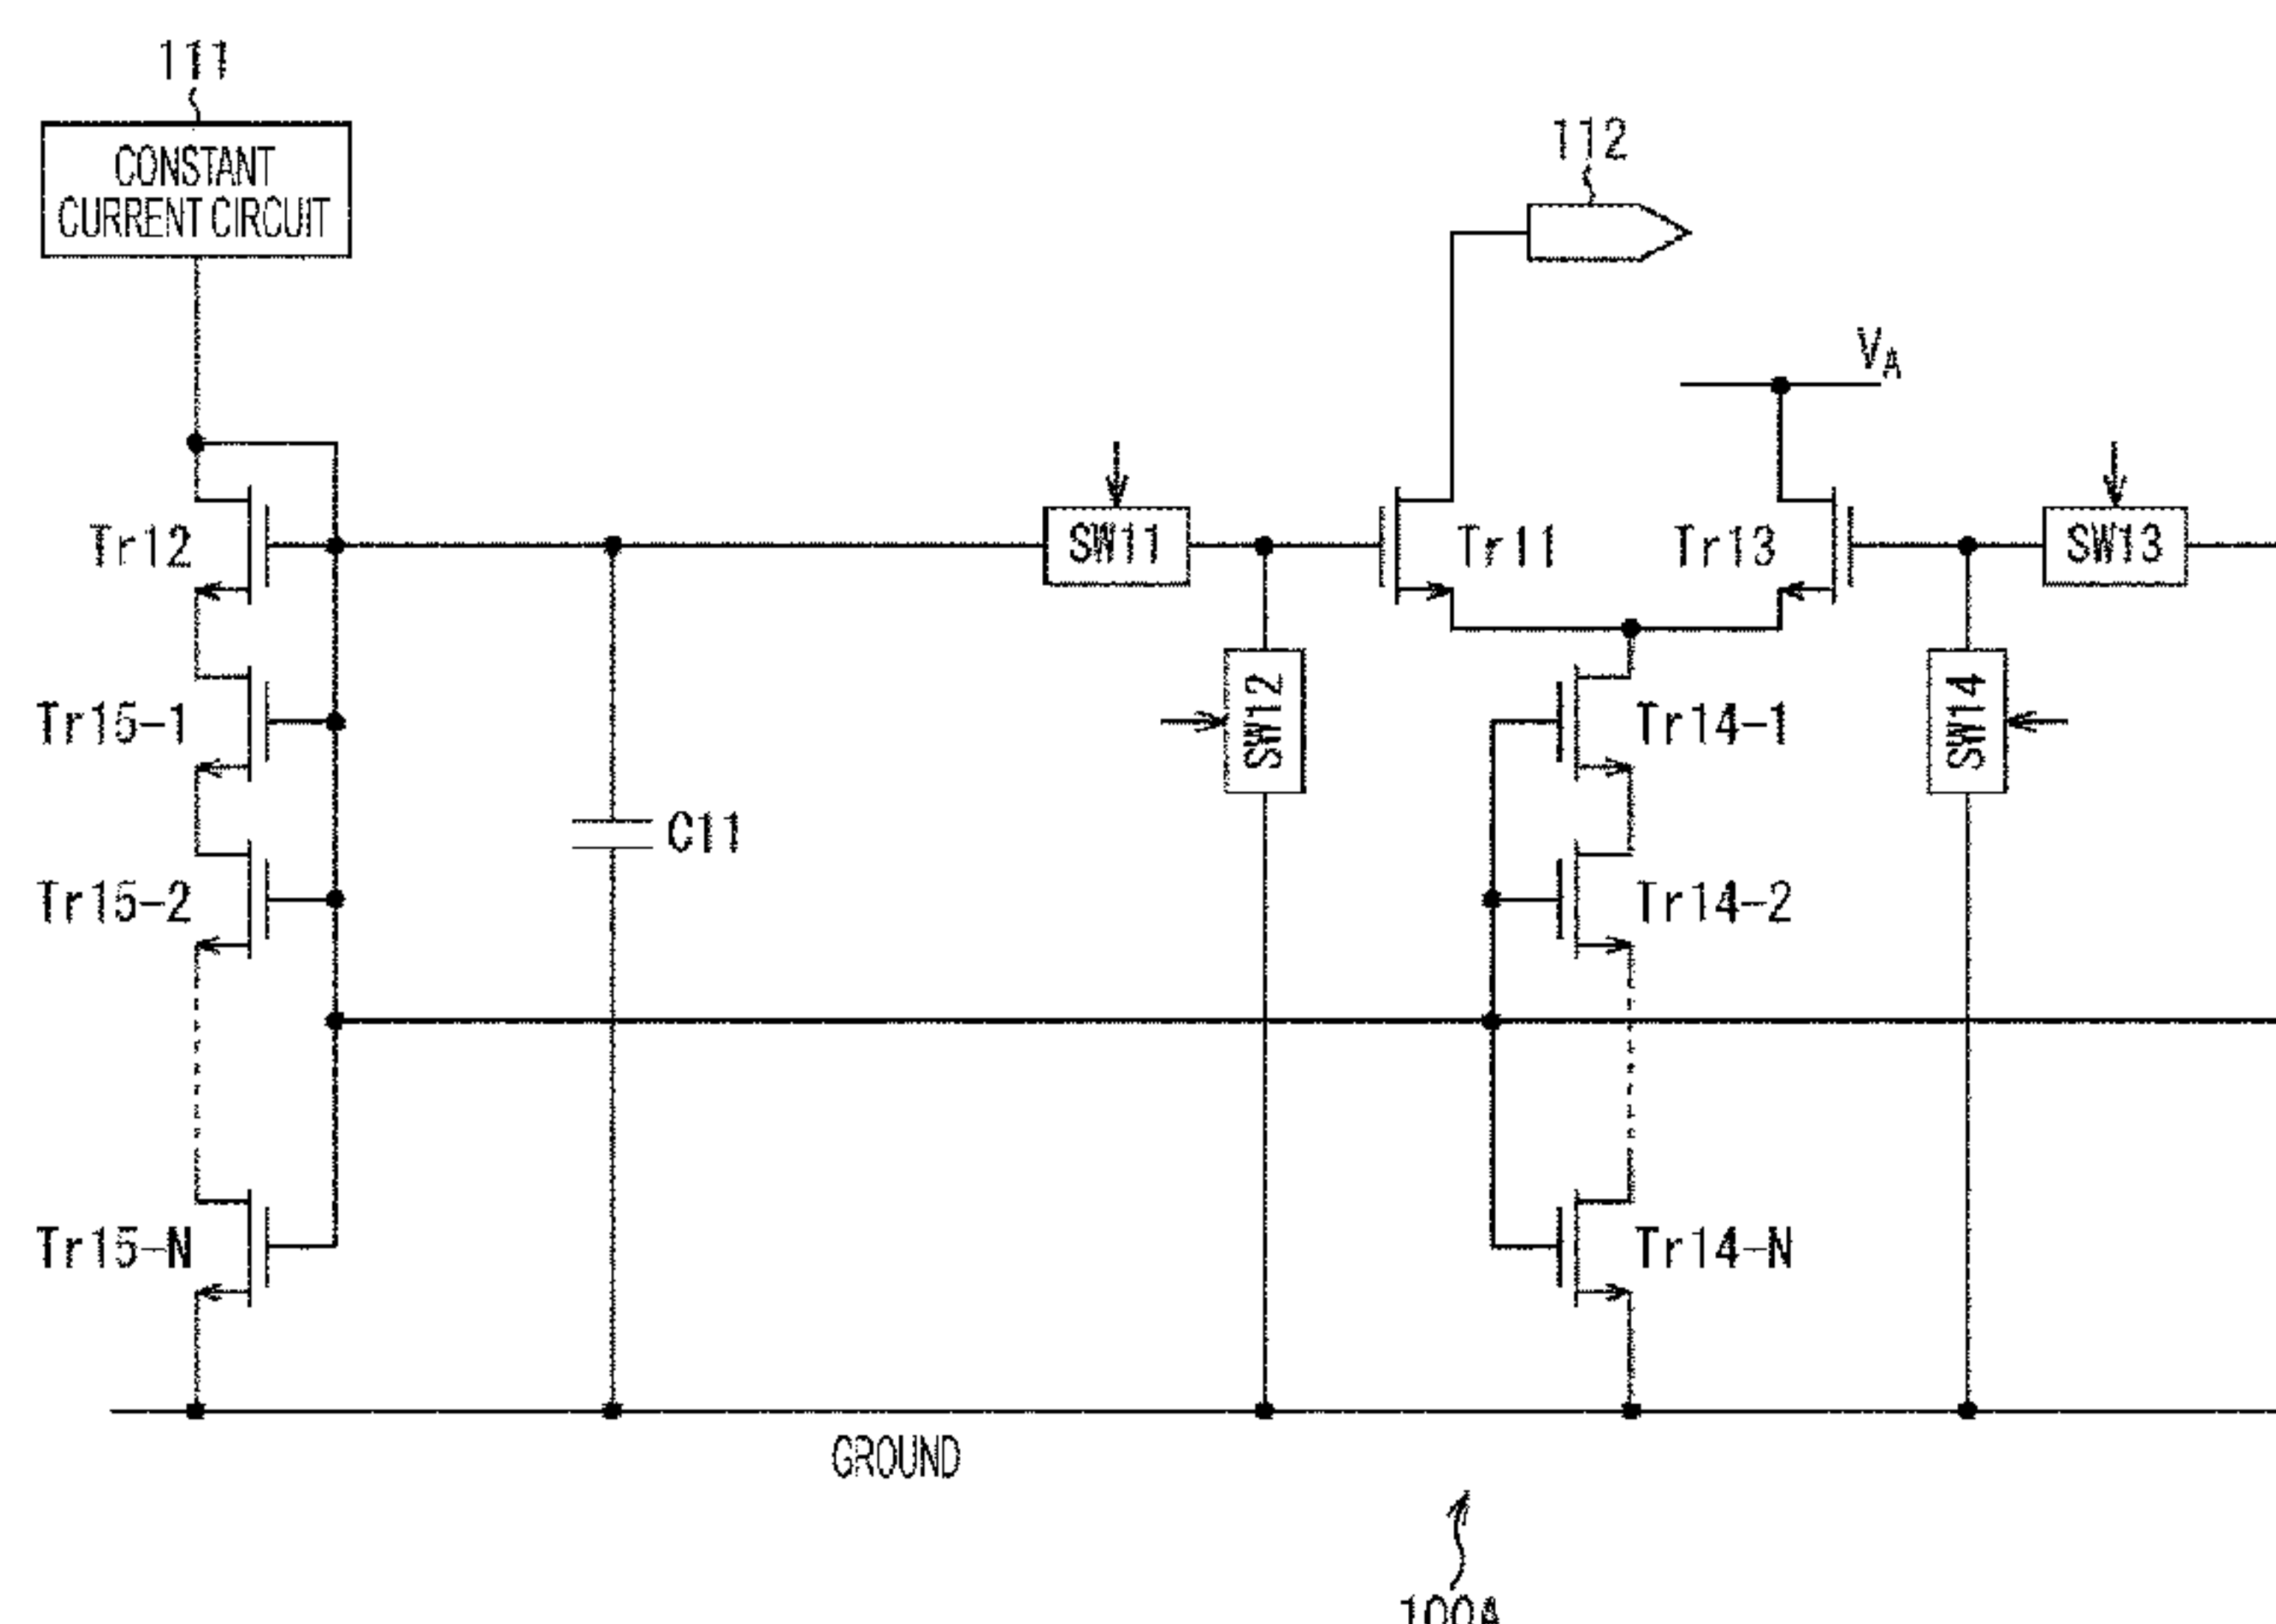 111
CONSTANT
CURRENT CIRCUIT
112
VA
Tr12
SW11
Tr11
Tr13
SW13
Tr15-1
SW12
Tr14-1
SW14
C11
Tr15-2
Tr14-2
Tr15-N
Tr14-N
GROUND
100A